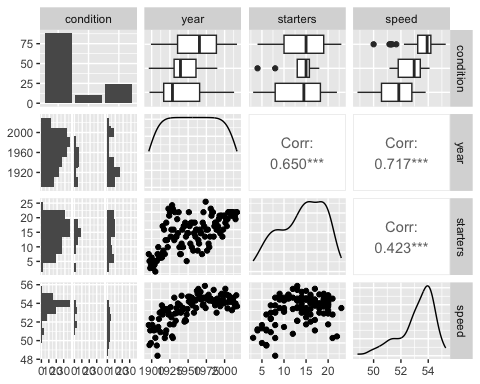 condition year starters speed
75
50
25
0
condition
2000
1960
1920
Corr:
0.650***
Corr:
0.717***
year
25
20
15
10
5
Corr:
0.423***
starters
56
54
52
50
48
speed
1900 1925 1950 1975 2000
5 10 15 20
50 52 54